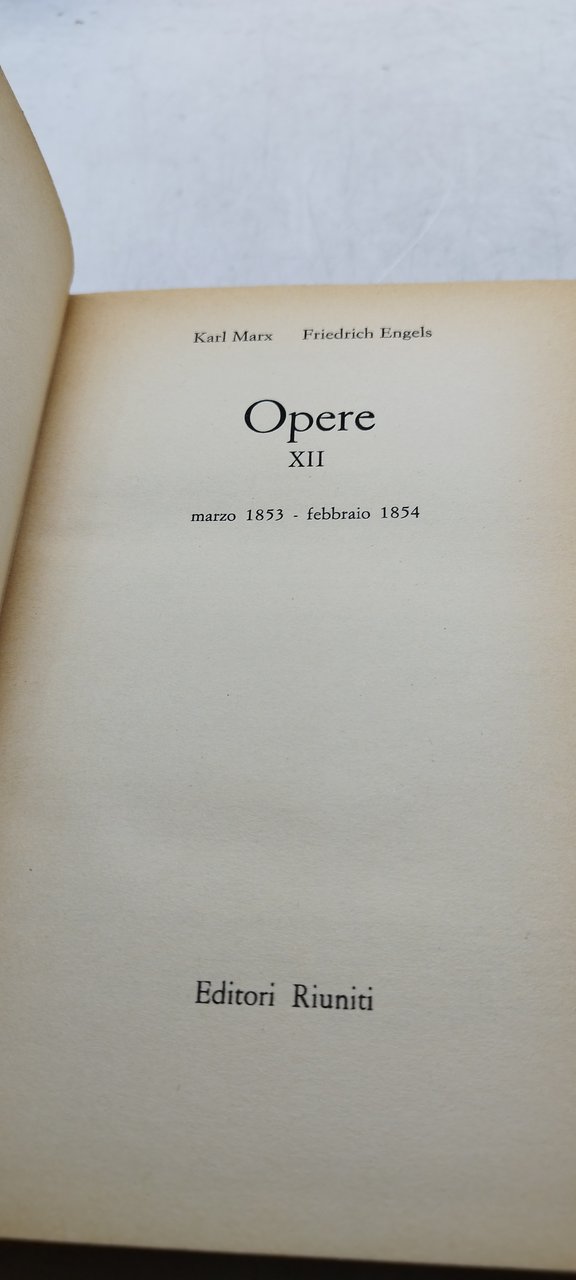 Karl Marx Friedrich Engels
Opere
XII
marzo 1853 - febbraio 1854
Editori Riuniti